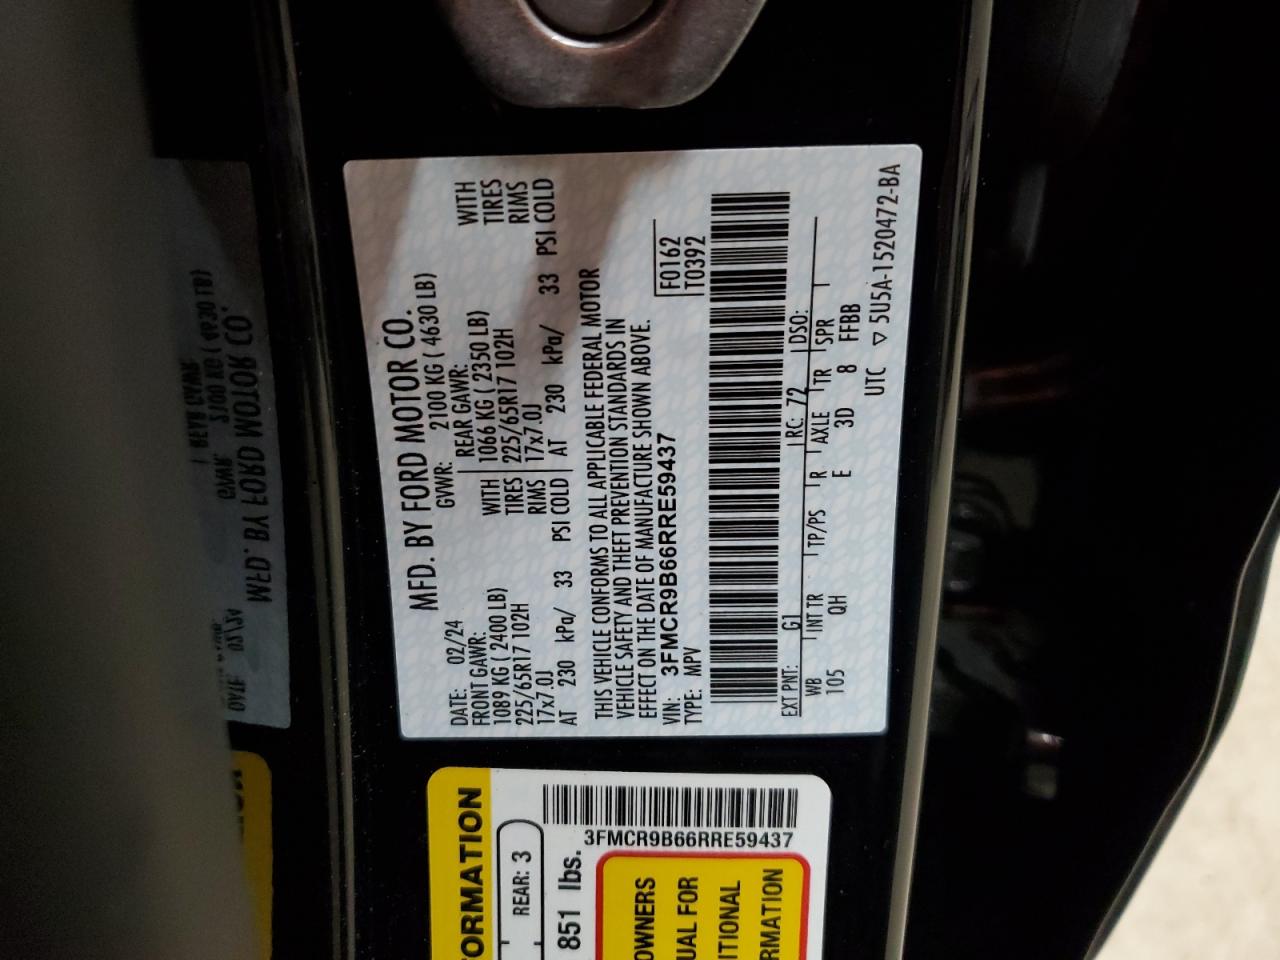 MFD. BY FORD MOTOR CO.
DATE: 02/24 GVWR: 2100 KG ( 4630 LB)
FRONT GAWR: REAR GAWR:
1089 KG ( 2400 LB) WITH 1066 KG ( 2350 LB) WITH
225/65R17 102H TIRES 225/65R17 102H TIRES
17x7.0J RIMS 17x7.0J RIMS
AT 230 kPa/ 33 PSI COLD AT 230 kPa/ 33 PSI COLD
THIS VEHICLE CONFORMS TO ALL APPLICABLE FEDERAL MOTOR
VEHICLE SAFETY AND THEFT PREVENTION STANDARDS IN
EFFECT ON THE DATE OF MANUFACTURE SHOWN ABOVE.
VIN: 3FMCR9B66RRE59437 F0162
TYPE: MPV T0392
EXT PNT: G1 RC: 72 DSO:
WB INT TR TP/PS R AXLE TR SPR
105 QH E 3D 8 FFBB
UTC ▽ 5U5A-1520472-BA
ORMATION
REAR: 3
851 lbs.
3FMCR9B66RRE59437
OWNERS
UAL FOR
ITIONAL
RMATION